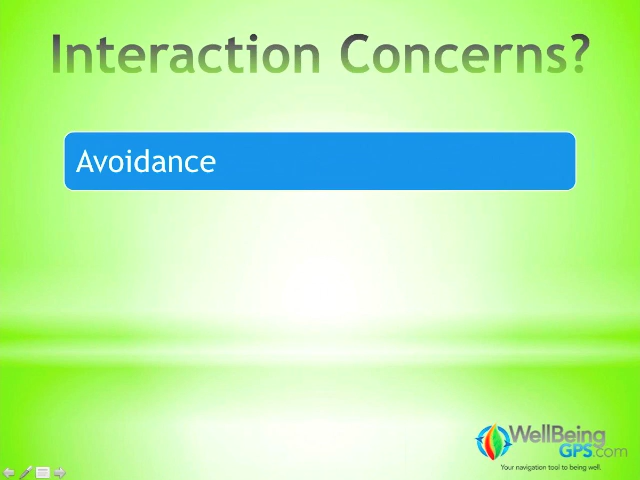 Interaction Concerns?
Avoidance
WellBeing
GPS.com
Your navigation tool to being well.